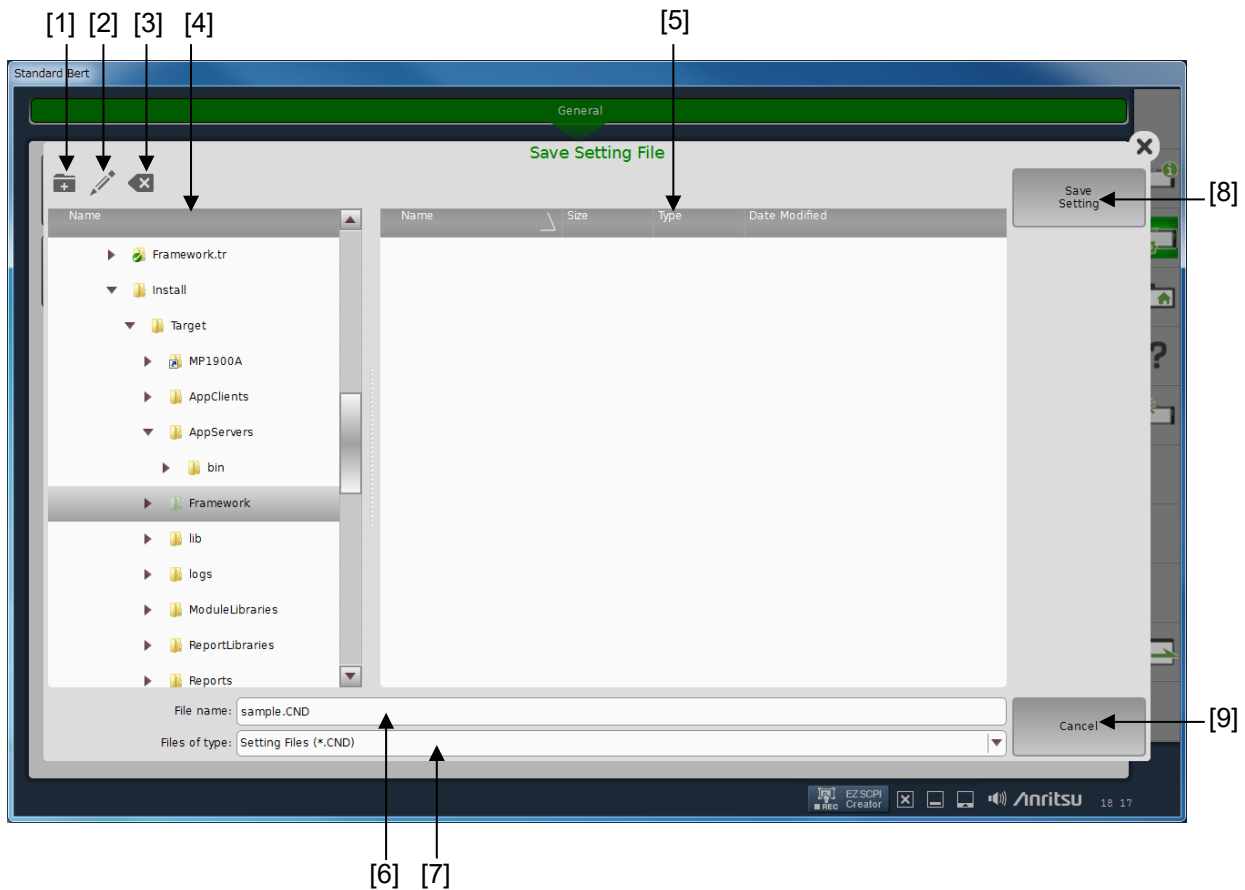 [1] [2] [3] [4] [5]
Standard Bert
General
Save Setting File
Name
Name Size Type Date Modified
Save
Setting
[8]
Framework.tr
Install
Target
MP1900A
AppClients
AppServers
bin
Framework
lib
logs
ModuleLibraries
ReportLibraries
Reports
File name: sample.CND
Files of type: Setting Files (*.CND)
Cancel
[9]
REC
EZSCPI
Creator
Anritsu 18 17
[6] [7]